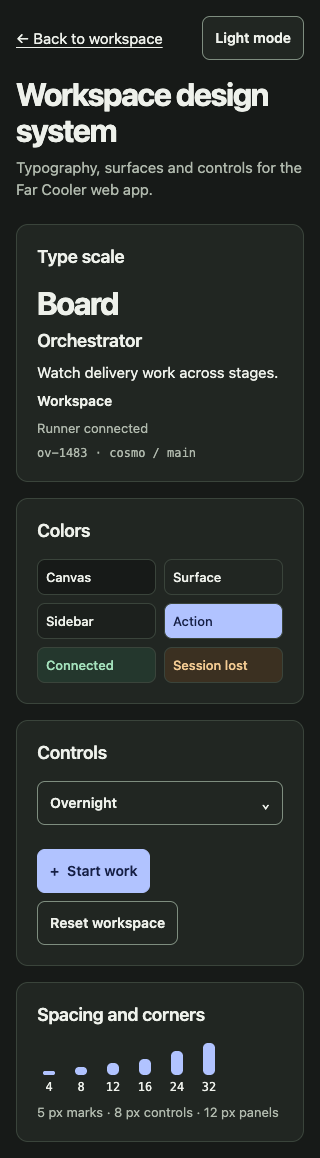 ← Back to workspace
Light mode
Workspace design
system
Typography, surfaces and controls for the
Far Cooler web app.
Type scale
Board
Orchestrator
Watch delivery work across stages.
Workspace
Runner connected
ov-1483 · cosmo / main
Colors
Canvas
Surface
Sidebar
Action
Connected
Session lost
Controls
Overnight
+ Start work
Reset workspace
Spacing and corners
4 8 12 16 24 32
5 px marks · 8 px controls · 12 px panels